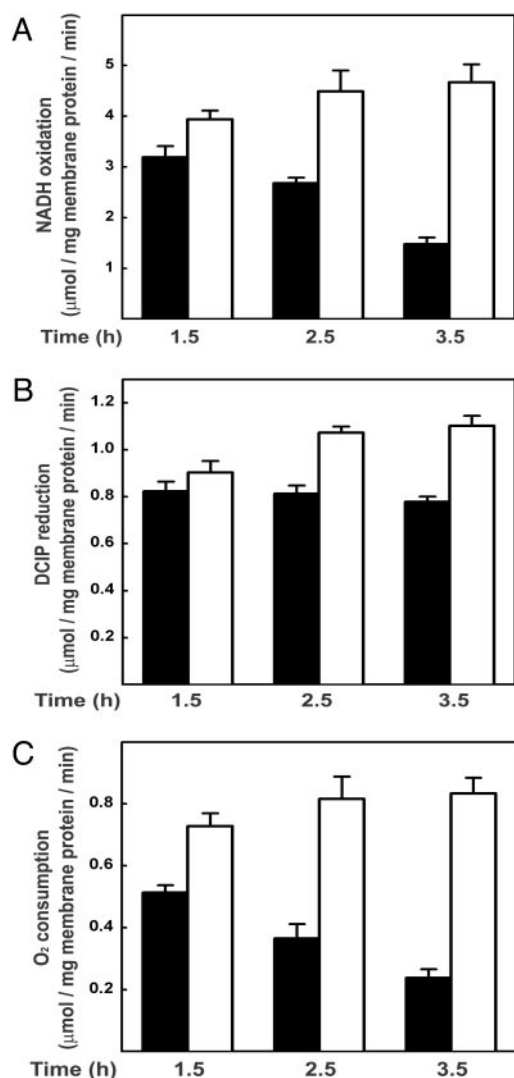 A
NADH oxidation
(μmol / mg membrane protein / min)
4
3
2
1
Time (h) 1.5 2.5 3.5
B
DCIP reduction
(μmol / mg membrane protein / min)
1.2
1.0
0.8
0.6
0.4
0.2
Time (h) 1.5 2.5 3.5
C
O₂ consumption
(μmol / mg membrane protein / min)
0.8
0.6
0.4
0.2
Time (h) 1.5 2.5 3.5